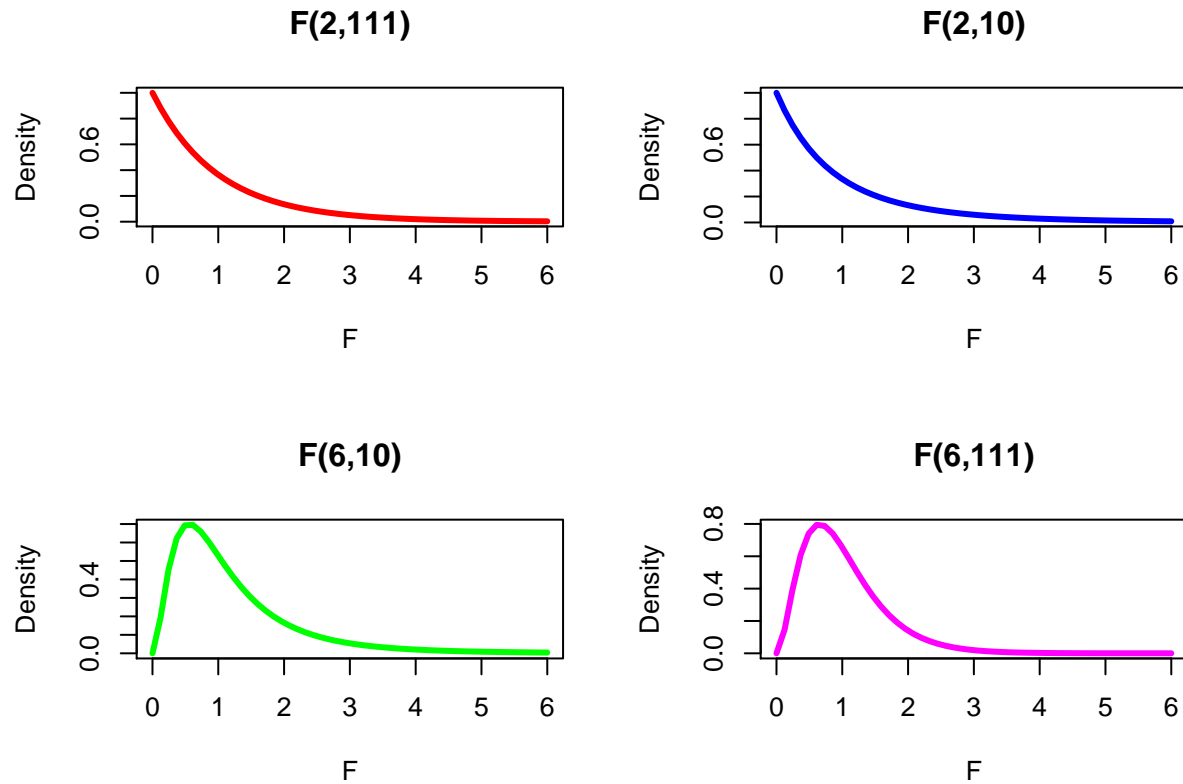 F(2,111)
Density
0.0 0.6
0 1 2 3 4 5 6
F
F(2,10)
Density
0.0 0.6
0 1 2 3 4 5 6
F
F(6,10)
Density
0.0 0.4
0 1 2 3 4 5 6
F
F(6,111)
Density
0.0 0.4 0.8
0 1 2 3 4 5 6
F